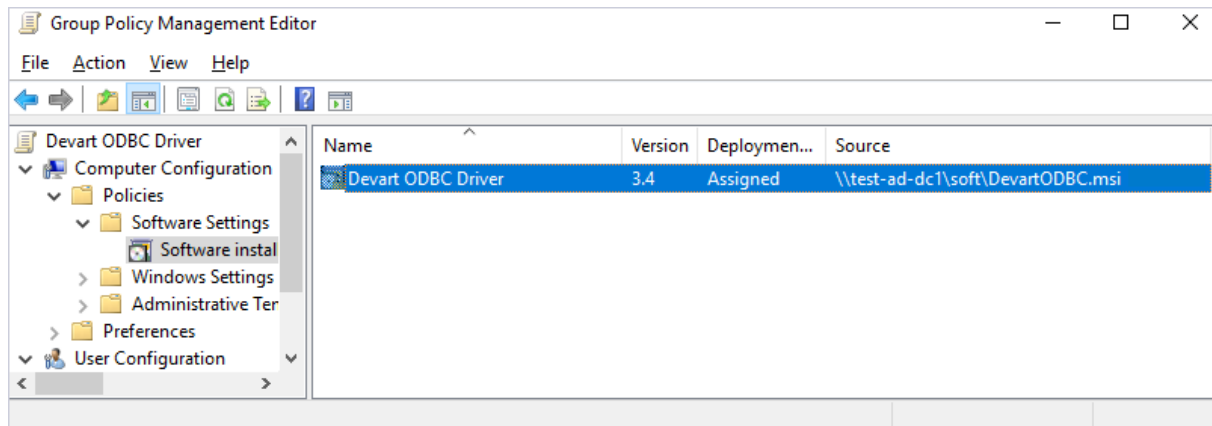 Group Policy Management Editor
File Action View Help
Devart ODBC Driver
Computer Configuration
Policies
Software Settings
Software instal
Windows Settings
Administrative Ter
Preferences
User Configuration
Name Version Deploymen... Source
Devart ODBC Driver 3.4 Assigned \\test-ad-dc1\soft\DevartODBC.msi